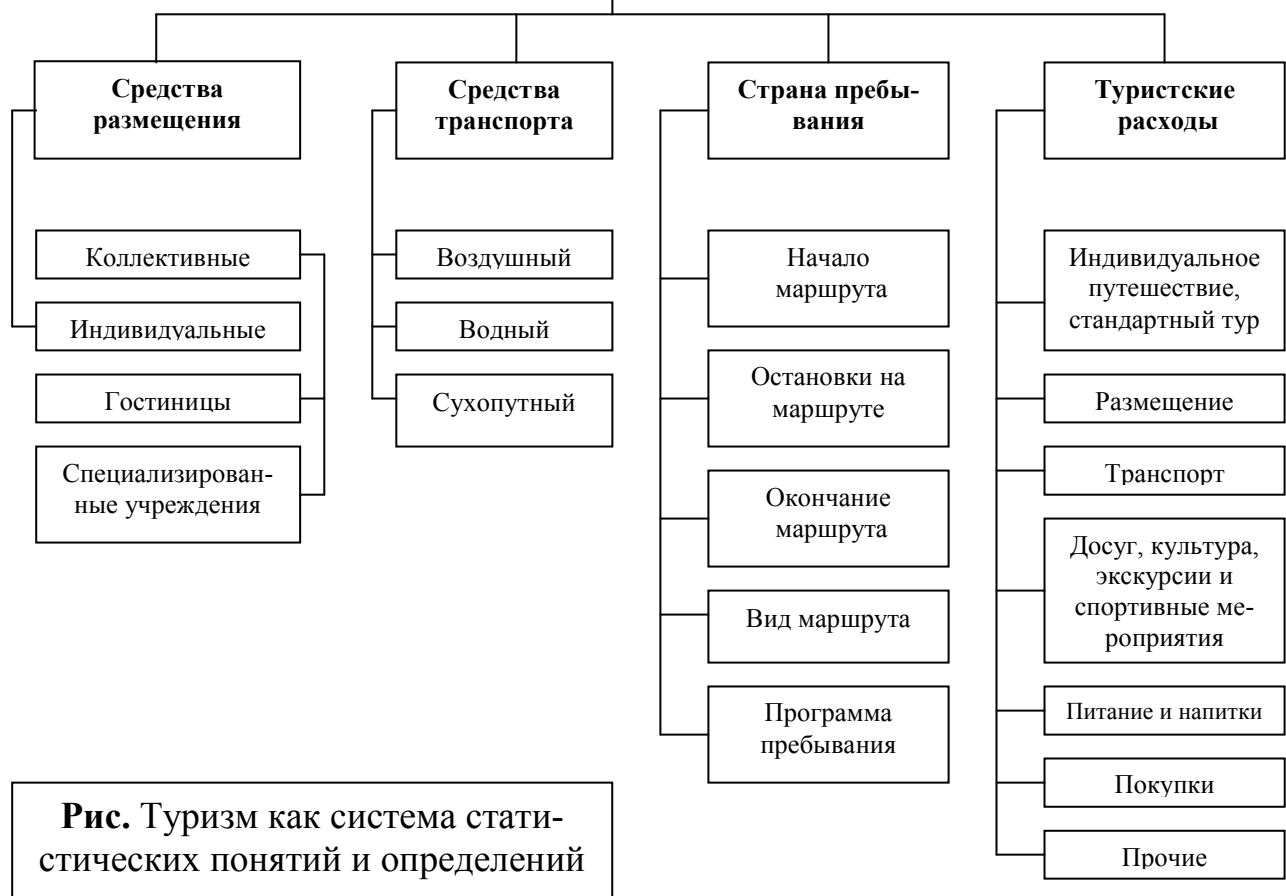 Средства
размещения
Коллективные
Индивидуальные
Гостиницы
Специализирован-
ные учреждения
Средства
транспорта
Воздушный
Водный
Сухопутный
Страна пребы-
вания
Начало
маршрута
Остановки на
маршруте
Окончание
маршрута
Вид маршрута
Программа
пребывания
Туристские
расходы
Индивидуальное
путешествие,
стандартный тур
Размещение
Транспорт
Досуг, культура,
экскурсии и
спортивные ме-
роприятия
Питание и напитки
Покупки
Прочие
Рис. Туризм как система стати-
стических понятий и определений